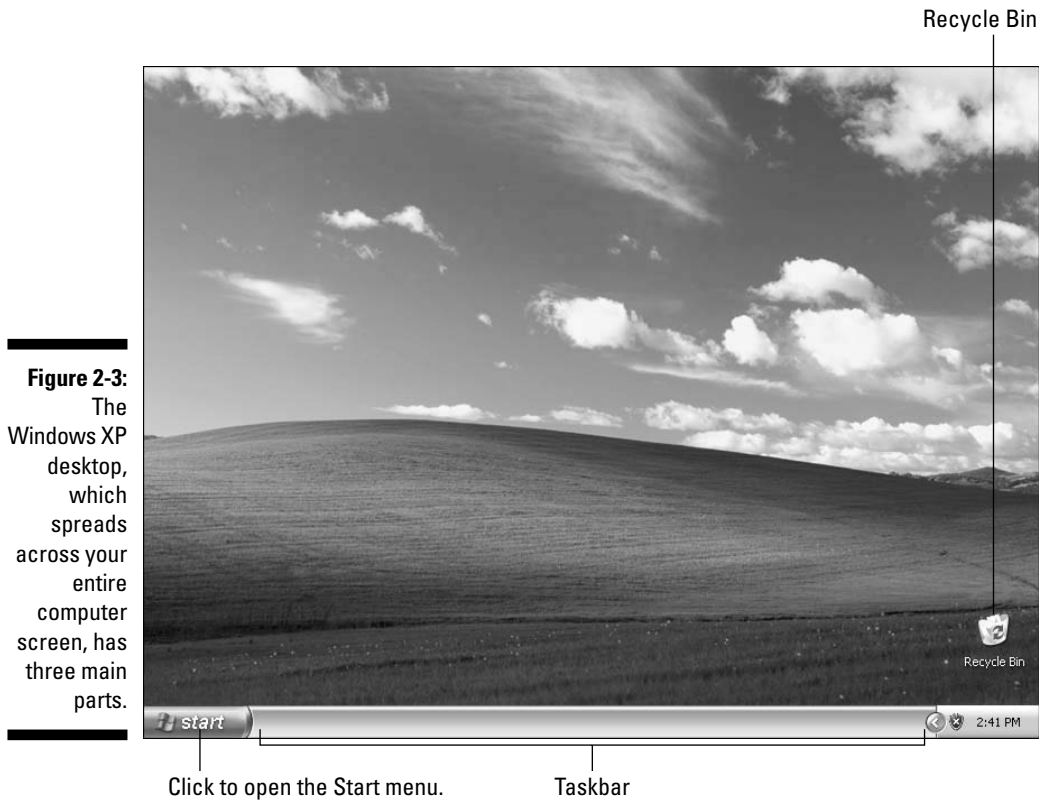 Recycle Bin
Figure 2-3:
The
Windows XP
desktop,
which
spreads
across your
entire
computer
screen, has
three main
parts.
Recycle Bin
start
2:41 PM
Click to open the Start menu.
Taskbar